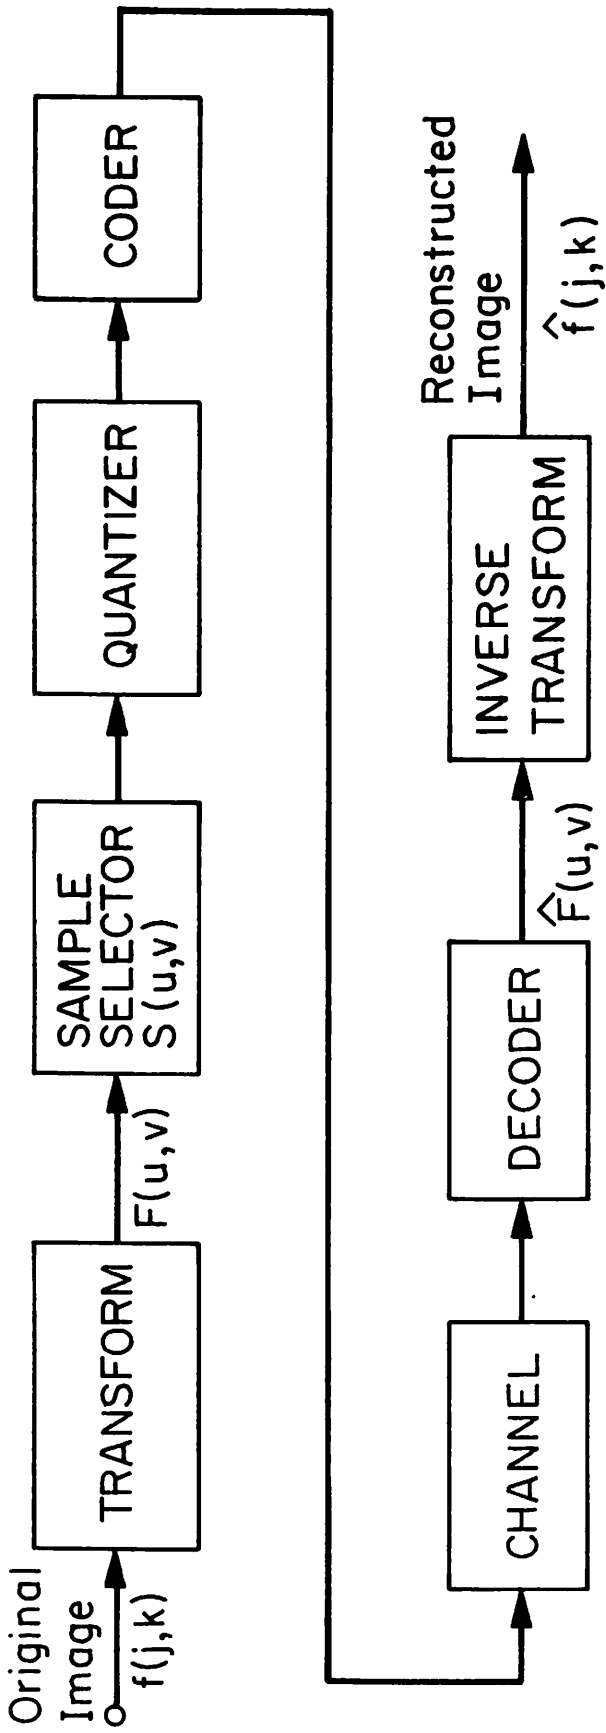 Original
Image
f(j,k)
TRANSFORM
F(u,v)
SAMPLE
SELECTOR
S(u,v)
QUANTIZER
CODER
CHANNEL
DECODER
F̂(u,v)
INVERSE
TRANSFORM
Reconstructed
Image
f̂(j,k)